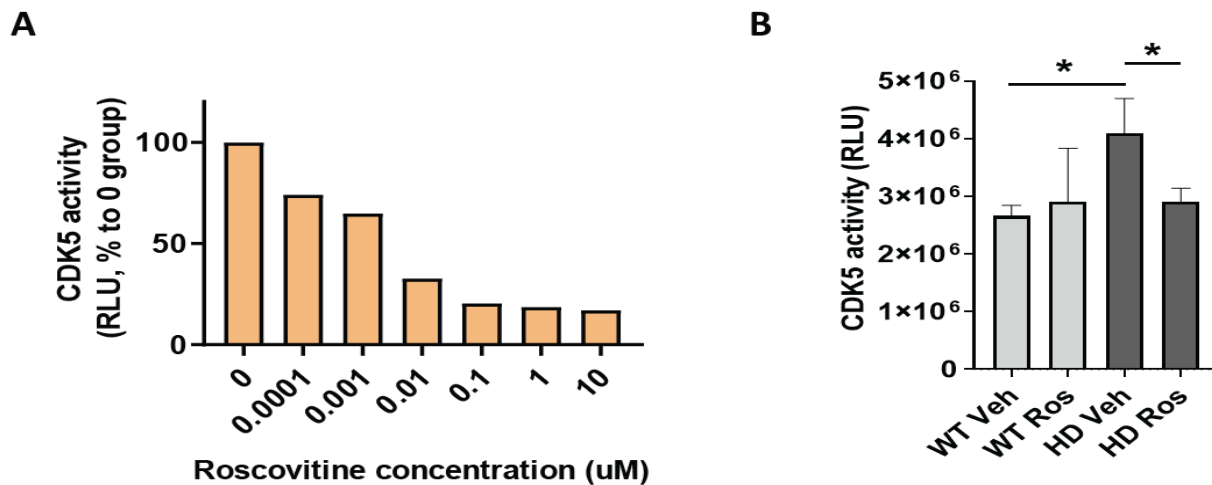 A
CDK5 activity
(RLU, % to 0 group)
100
50
0
0
0.0001
0.001
0.01
0.1
1
10
Roscovitine concentration (uM)
B
*
*
CDK5 activity (RLU)
5×10⁶
4×10⁶
3×10⁶
2×10⁶
1×10⁶
0
WT Veh
WT Ros
HD Veh
HD Ros